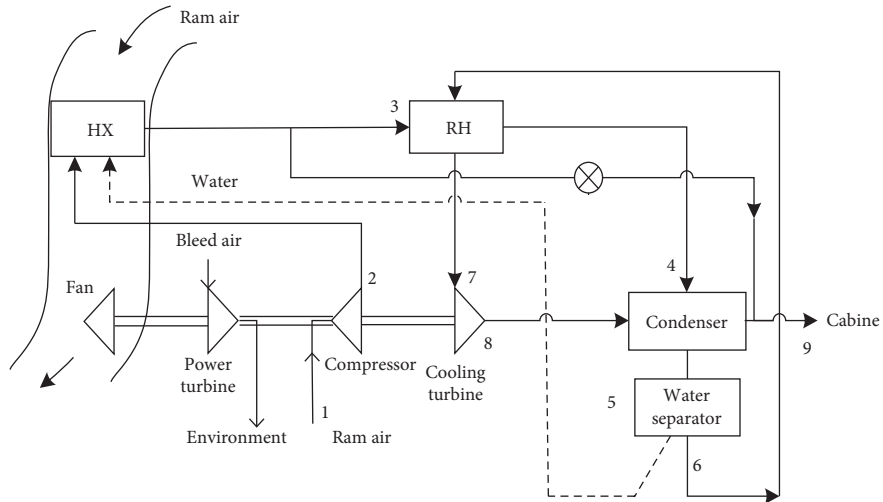 Ram air
3
HX
RH
Water
Bleed air
2
7
4
Fan
Condenser
Cabine
8
9
Power
turbine
Compressor
Cooling
turbine
5
Water
separator
1
Environment
Ram air
6